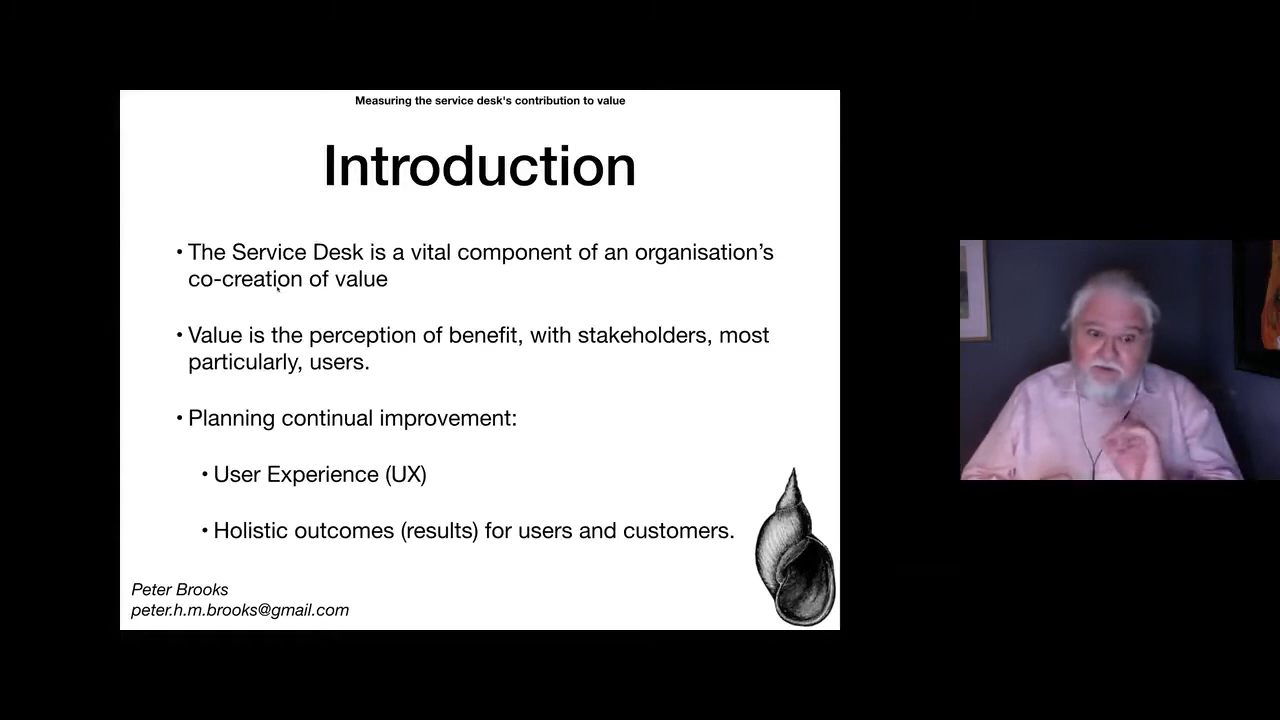 Measuring the service desk's contribution to value
Introduction
• The Service Desk is a vital component of an organisation’s
co-creation of value
• Value is the perception of benefit, with stakeholders, most
particularly, users.
• Planning continual improvement:
• User Experience (UX)
• Holistic outcomes (results) for users and customers.
Peter Brooks
peter.h.m.brooks@gmail.com